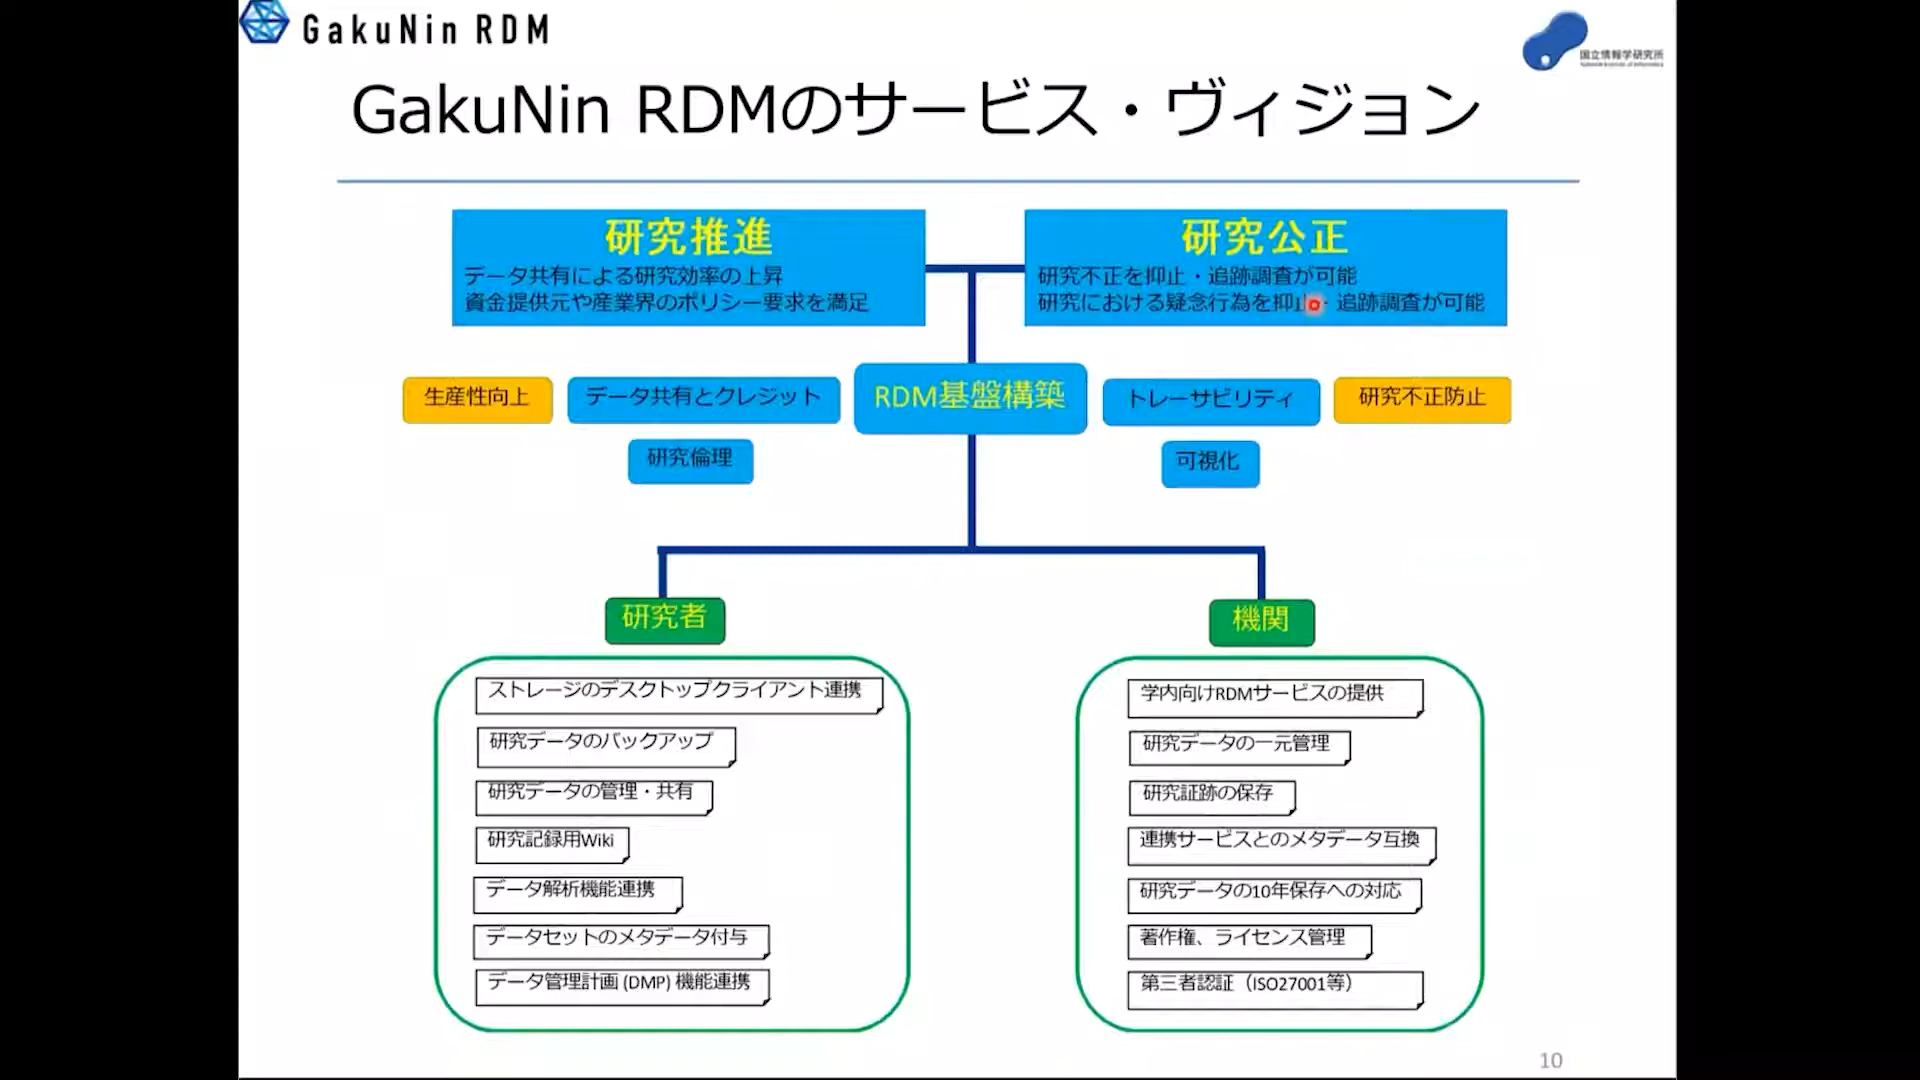 GakuNin RDM
国立情報学研究所
GakuNin RDMのサービス・ヴィジョン
研究推進
データ共有による研究効率の上昇
資金提供元や産業界のポリシー要求を満足
研究公正
研究不正を抑止・追跡調査が可能
研究における疑念行為を抑止・追跡調査が可能
生産性向上
データ共有とクレジット
RDM基盤構築
トレーサビリティ
研究不正防止
研究倫理
可視化
研究者
ストレージのデスクトップクライアント連携
研究データのバックアップ
研究データの管理・共有
研究記録用Wiki
データ解析機能連携
データセットのメタデータ付与
データ管理計画 (DMP) 機能連携
機関
学内向けRDMサービスの提供
研究データの一元管理
研究証跡の保存
連携サービスとのメタデータ互換
研究データの10年保存への対応
著作権、ライセンス管理
第三者認証（ISO27001等）
10